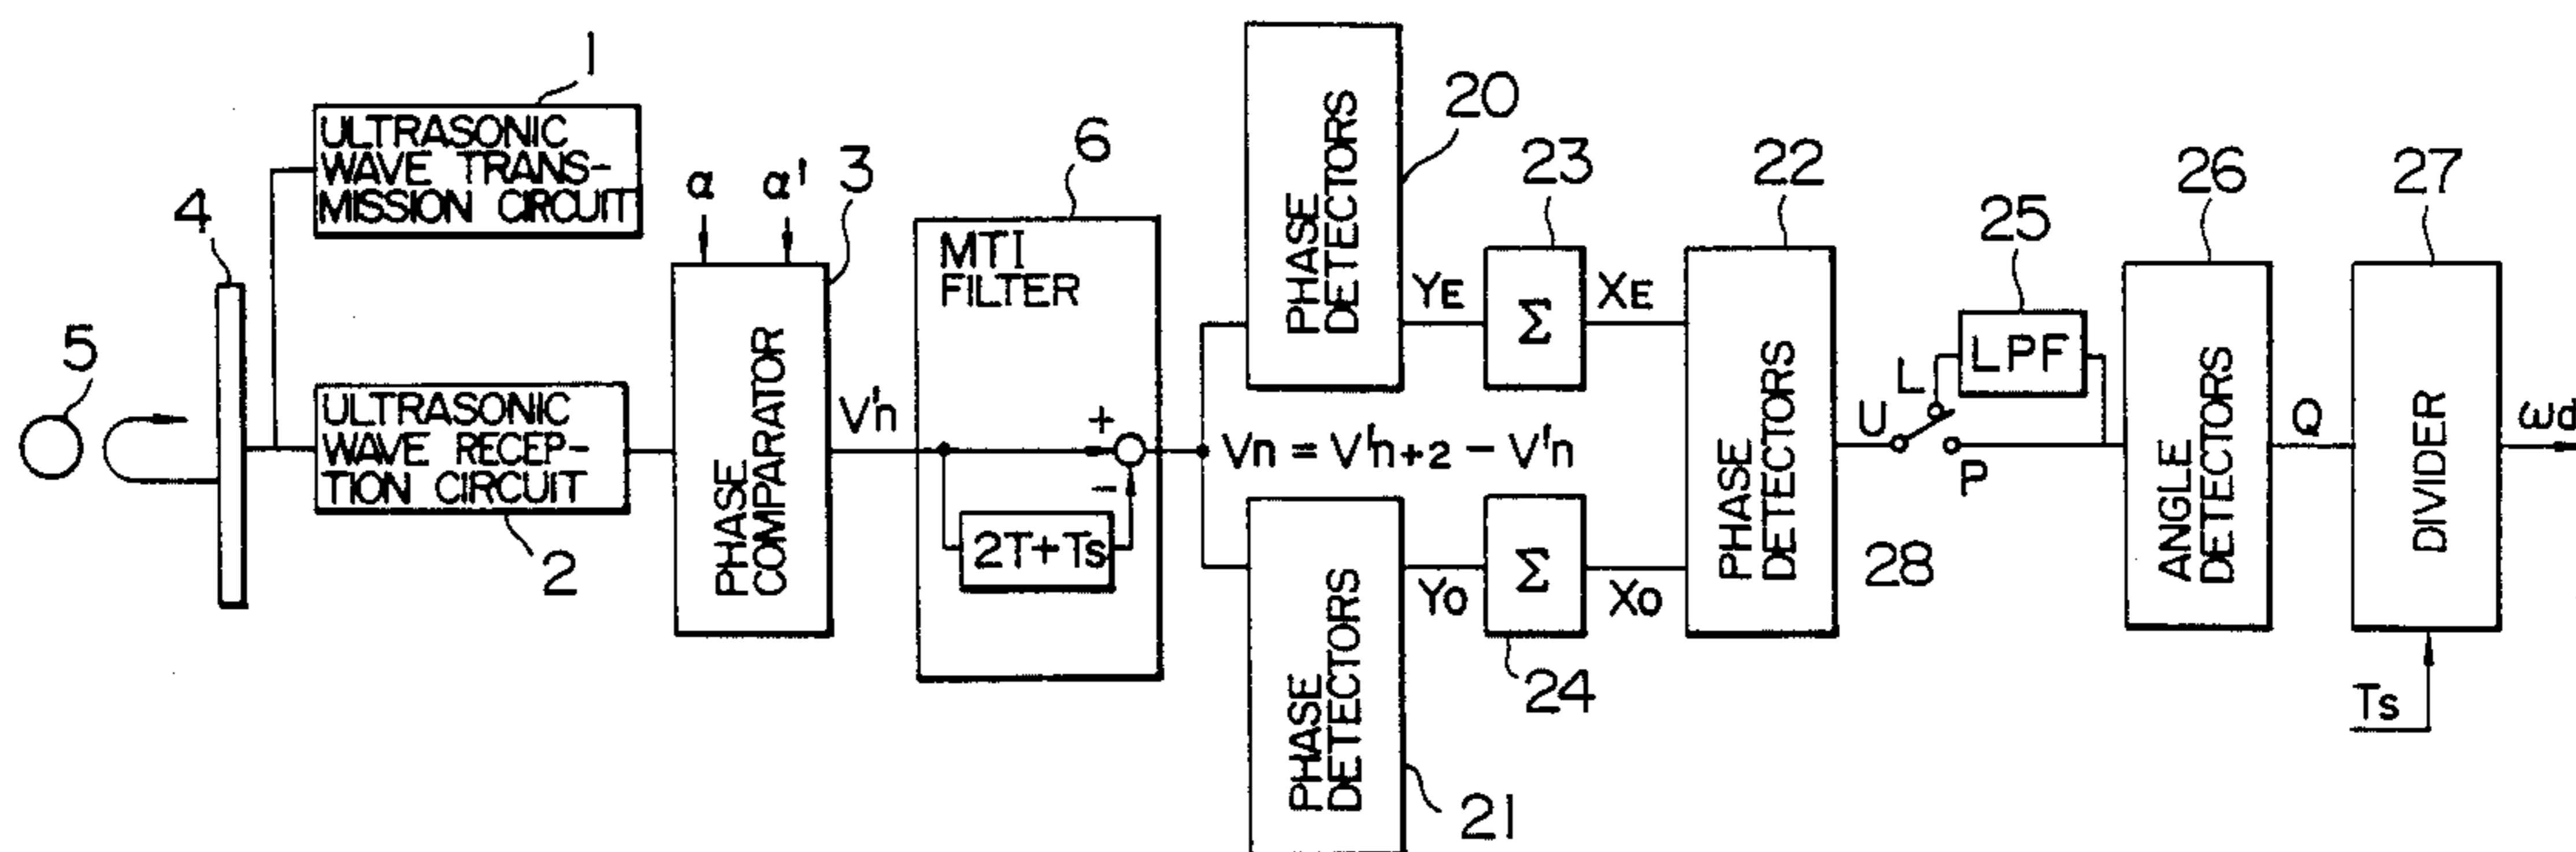 1
ULTRASONIC
WAVE TRANS-
MISSION CIRCUIT
4
5
ULTRASONIC
WAVE RECEP-
TION CIRCUIT
2
α
α'
3
PHASE
COMPARATOR
V'n
6
MTI
FILTER
+
-
2T+Ts
Vn = V'n+2 - V'n
PHASE
DETECTORS
20
PHASE
DETECTORS
21
YE
23
Σ
XE
YO
Σ
XO
24
22
PHASE
DETECTORS
28
U
L
P
25
LPF
26
ANGLE
DETECTORS
Q
27
DIVIDER
Ts
ωd